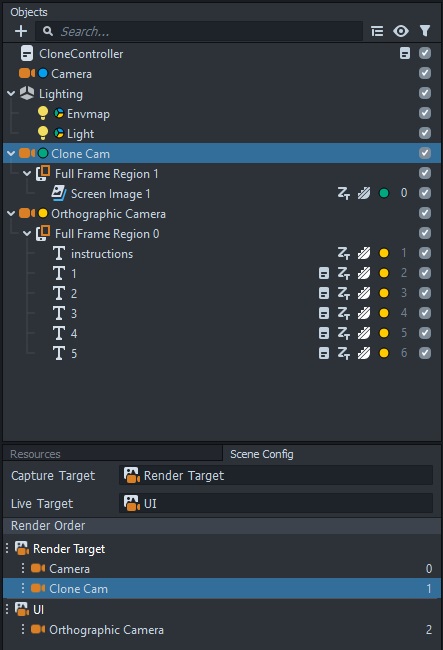 Objects
Search...
CloneController
Camera
Lighting
Envmap
Light
Clone Cam
Full Frame Region 1
Screen Image 1 0
Orthographic Camera
Full Frame Region 0
instructions 1
1 2
2 3
3 4
4 5
5 6
Resources Scene Config
Capture Target Render Target
Live Target UI
Render Order
Render Target
Camera 0
Clone Cam 1
UI
Orthographic Camera 2